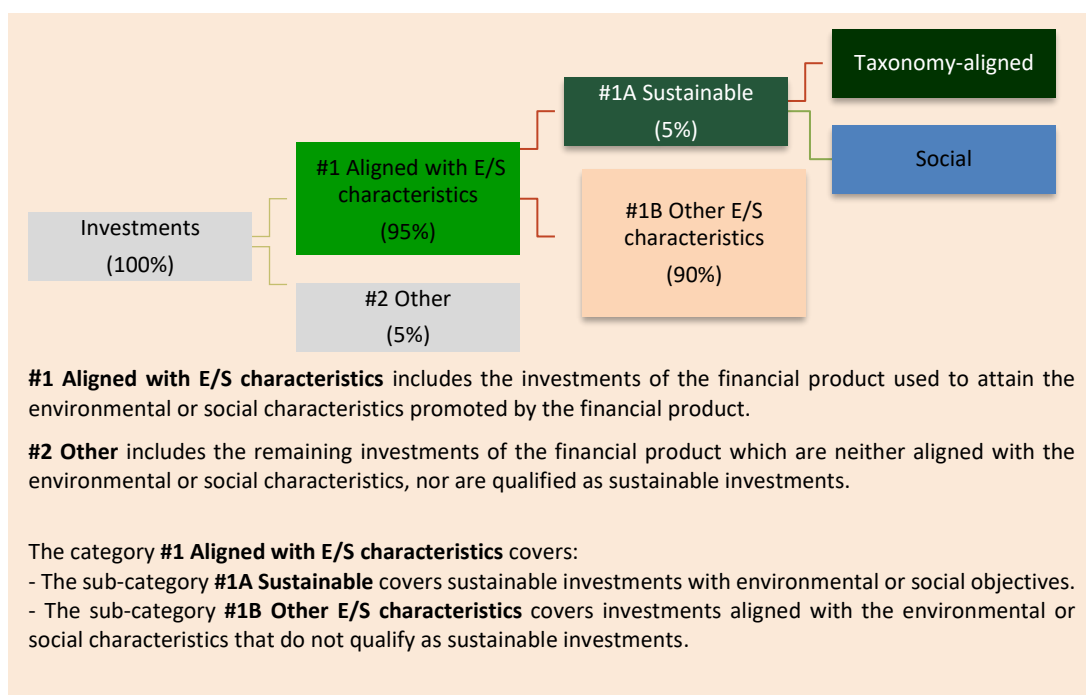 Taxonomy-aligned
#1A Sustainable
(5%)
Social
#1 Aligned with E/S
characteristics
(95%)
#1B Other E/S
characteristics
(90%)
Investments
(100%)
#2 Other
(5%)
#1 Aligned with E/S characteristics includes the investments of the financial product used to attain the
environmental or social characteristics promoted by the financial product.
#2 Other includes the remaining investments of the financial product which are neither aligned with the
environmental or social characteristics, nor are qualified as sustainable investments.
The category #1 Aligned with E/S characteristics covers:
- The sub-category #1A Sustainable covers sustainable investments with environmental or social objectives.
- The sub-category #1B Other E/S characteristics covers investments aligned with the environmental or
social characteristics that do not qualify as sustainable investments.